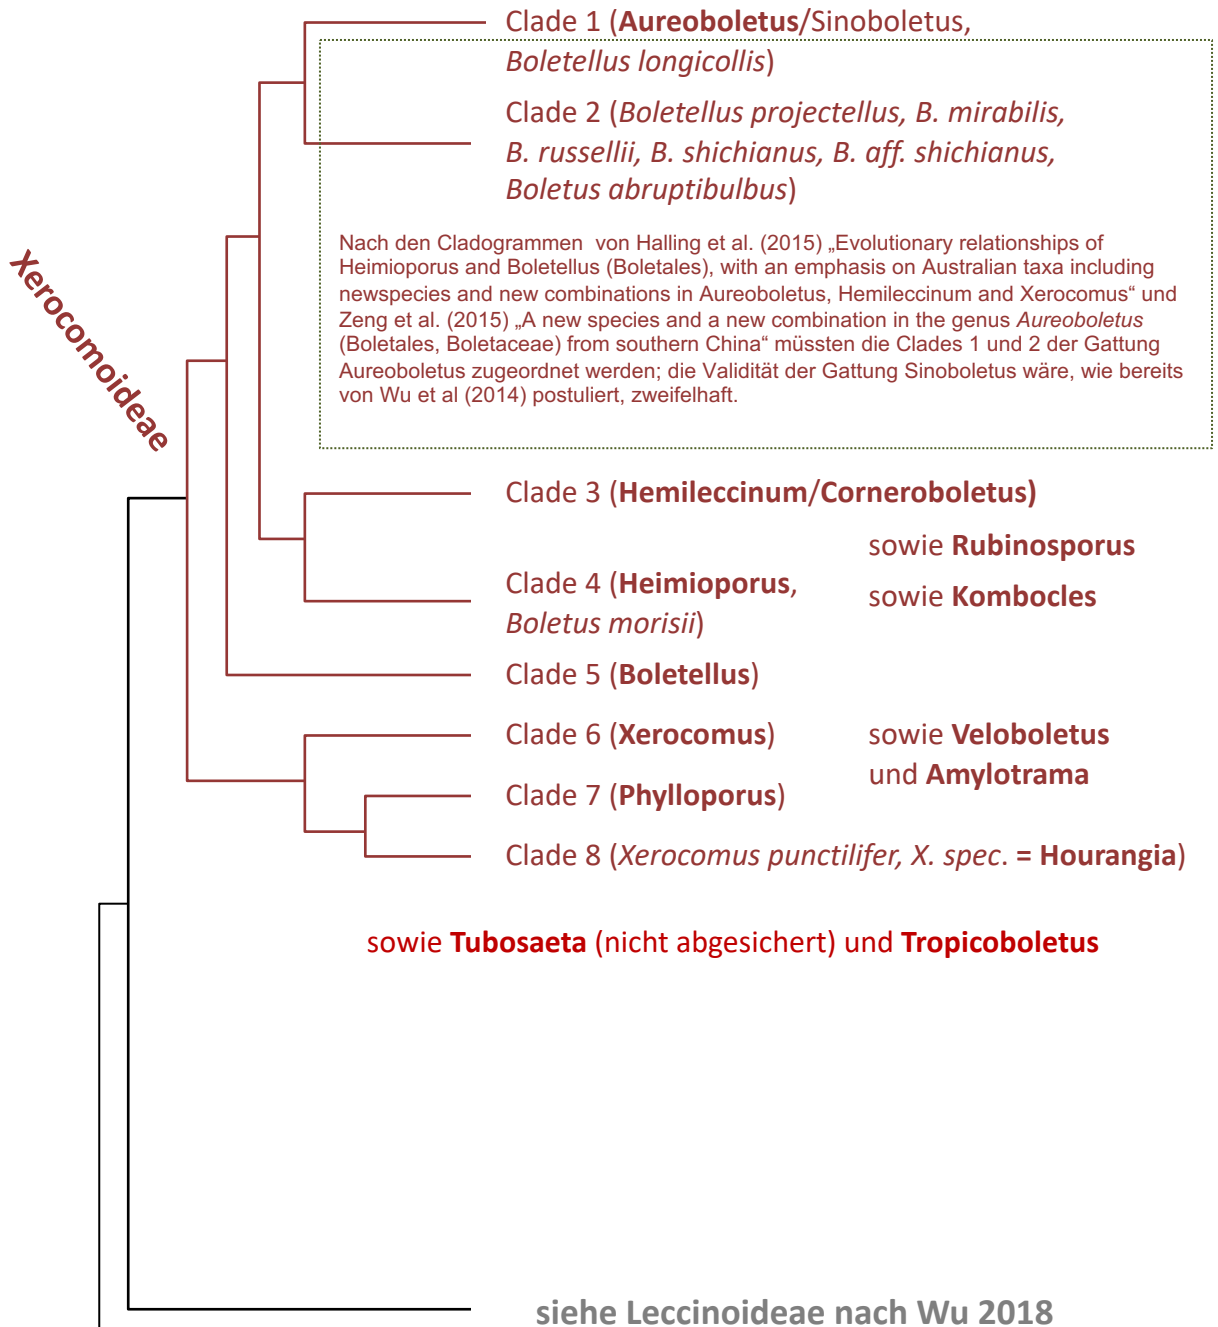 Clade 1 (Aureoboletus/Sinoboletus,
Boletellus longicollis)
Clade 2 (Boletellus projectellus, B. mirabilis,
B. russellii, B. shichianus, B. aff. shichianus,
Boletus abruptibulbus)
Nach den Cladogrammen von Halling et al. (2015) „Evolutionary relationships of
Heimioporus and Boletellus (Boletales), with an emphasis on Australian taxa including
newspecies and new combinations in Aureoboletus, Hemileccinum and Xerocomus“ und
Zeng et al. (2015) „A new species and a new combination in the genus Aureoboletus
(Boletales, Boletaceae) from southern China“ müssten die Clades 1 und 2 der Gattung
Aureoboletus zugeordnet werden; die Validität der Gattung Sinoboletus wäre, wie bereits
von Wu et al (2014) postuliert, zweifelhaft.
Xerocomoideae
Clade 3 (Hemileccinum/Corneroboletus)
sowie Rubinosporus
Clade 4 (Heimioporus,
sowie Kombocles
Boletus morisii)
Clade 5 (Boletellus)
Clade 6 (Xerocomus)
sowie Veloboletus
und Amylotrama
Clade 7 (Phylloporus)
Clade 8 (Xerocomus punctilifer, X. spec. = Hourangia)
sowie Tubosaeta (nicht abgesichert) und Tropicoboletus
siehe Leccinoideae nach Wu 2018